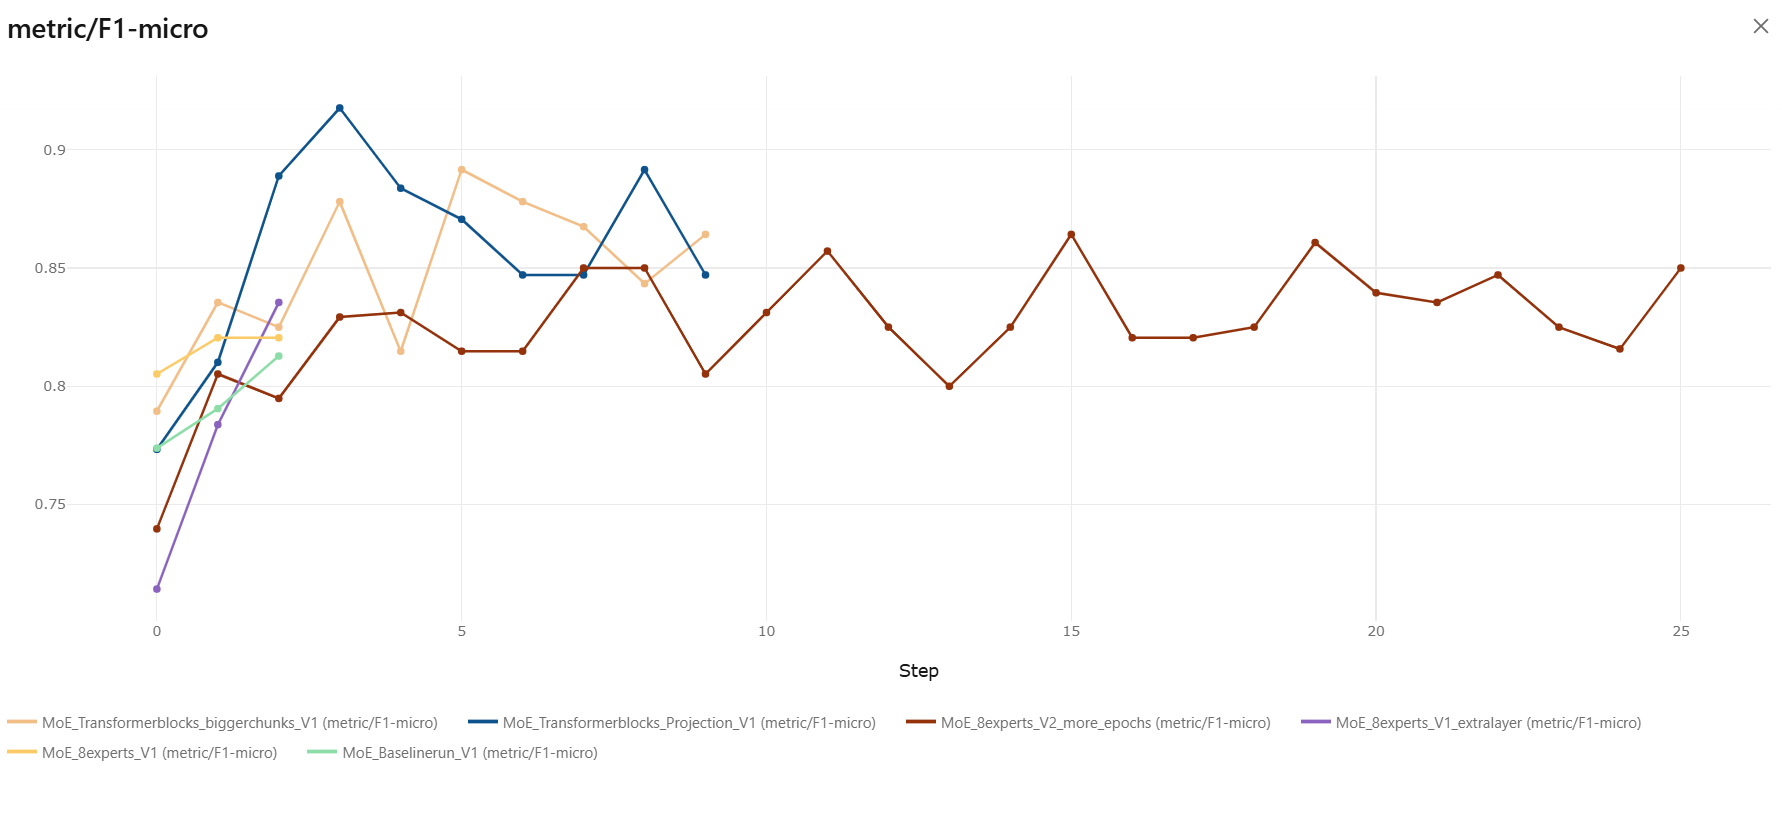 metric/F1-micro
0.9
0.85
0.8
0.75
0 5 10 15 20 25
Step
MoE_Transformerblocks_biggerchunks_V1 (metric/F1-micro) MoE_Transformerblocks_Projection_V1 (metric/F1-micro) MoE_8experts_V2_more_epochs (metric/F1-micro) MoE_8experts_V1_extralayer (metric/F1-micro)
MoE_8experts_V1 (metric/F1-micro) MoE_Baselinerun_V1 (metric/F1-micro)